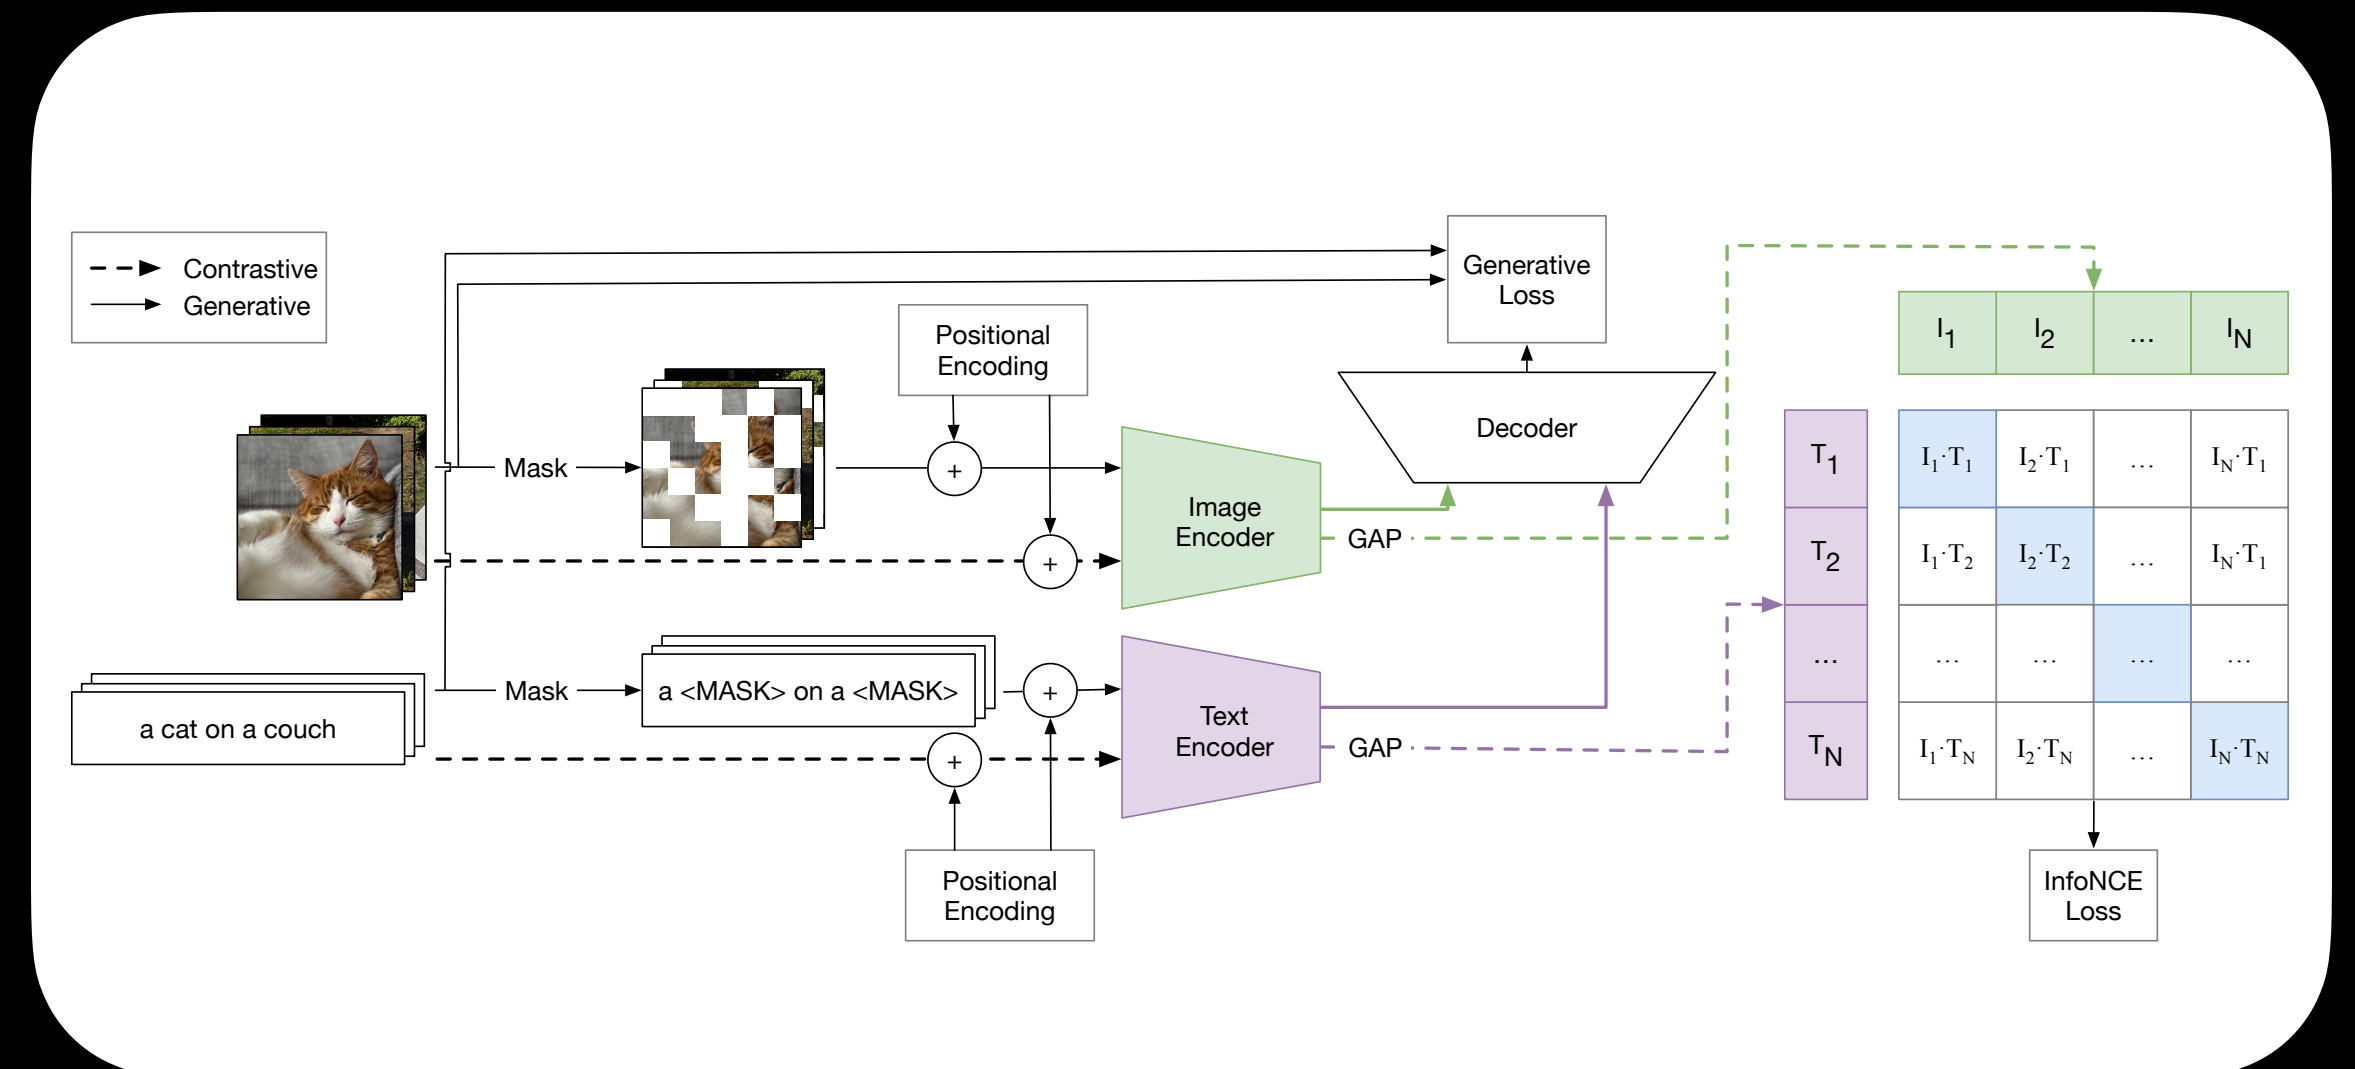 Contrastive
Generative
Generative
Loss
Positional
Encoding
Mask
+
+
Image
Encoder
GAP
Decoder
a cat on a couch
Mask
a <MASK> on a <MASK>
+
+
Text
Encoder
GAP
Positional
Encoding
I1 I2 ... IN
T1 I1·T1 I2·T1 ... IN·T1
T2 I1·T2 I2·T2 ... IN·T1
... ... ... ... ...
TN I1·TN I2·TN ... IN·TN
InfoNCE
Loss